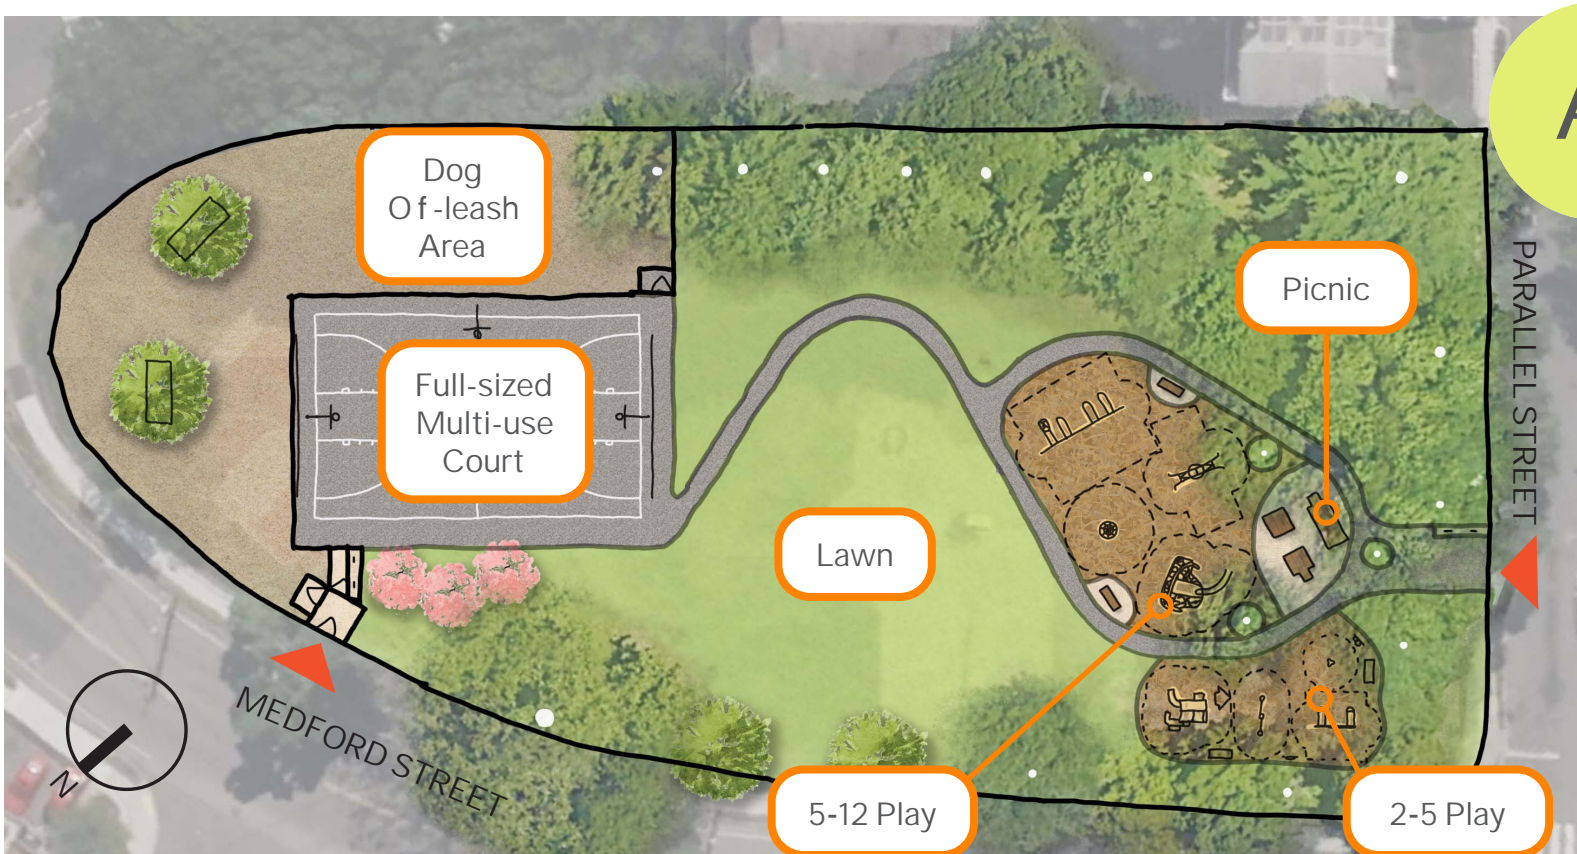 A
Dog
Of-leash
Area
PARALLEL STREET
Picnic
Full-sized
Multi-use
Court
Lawn
MEDFORD STREET
N
5-12 Play
2-5 Play